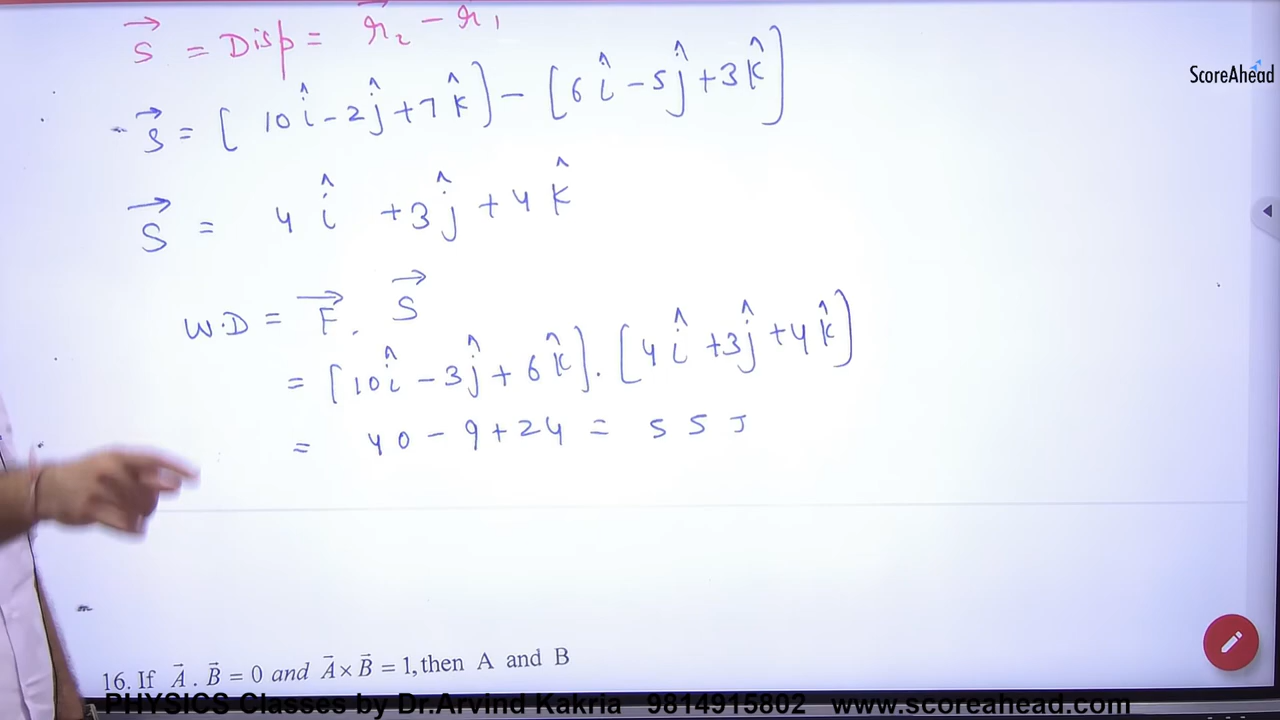 S⃗ = Disp = r⃗₂ - r⃗₁
ScoreAhead
S⃗ = [10î - 2ĵ + 7k̂] - [6î - 5ĵ + 3k̂]
S⃗ = 4î + 3ĵ + 4k̂
W.D = F⃗ . S⃗
= [10î - 3ĵ + 6k̂] . [4î + 3ĵ + 4k̂]
= 40 - 9 + 24 = 55 J
16. If A⃗ . B⃗ = 0 and A⃗ × B⃗ = 1, then A and B
PHYSICS Classes by Dr.Arvind Kakria 9814915802 www.scoreahead.com